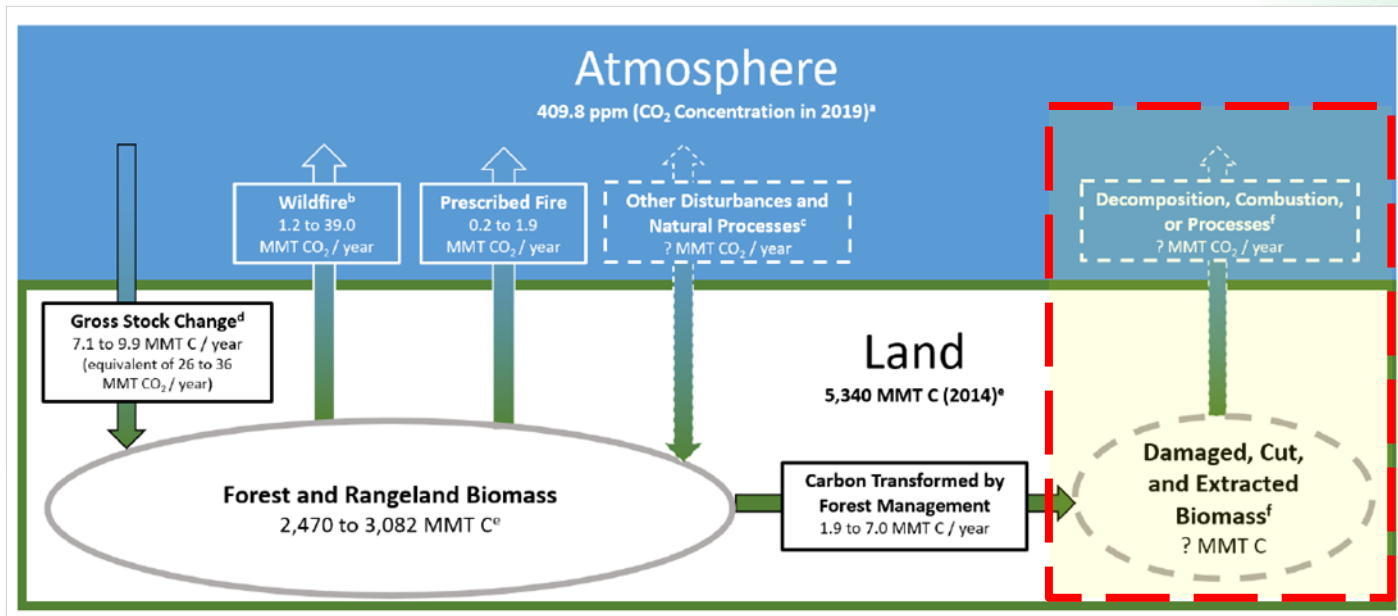 Atmosphere
409.8 ppm (CO₂ Concentration in 2019)ᵃ
Wildfireᵇ
1.2 to 39.0
MMT CO₂ / year
Prescribed Fire
0.2 to 1.9
MMT CO₂ / year
Other Disturbances and
Natural Processesᶜ
? MMT CO₂ / year
Decomposition, Combustion,
or Processesᶠ
? MMT CO₂ / year
Gross Stock Changeᵈ
7.1 to 9.9 MMT C / year
(equivalent of 26 to 36
MMT CO₂ / year)
Land
5,340 MMT C (2014)ᵉ
Forest and Rangeland Biomass
2,470 to 3,082 MMT Cᵉ
Carbon Transformed by
Forest Management
1.9 to 7.0 MMT C / year
Damaged, Cut,
and Extracted
Biomassᶠ
? MMT C